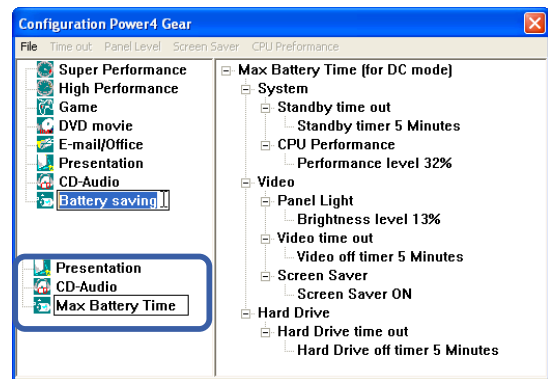 Configuration Power4 Gear
File Time out Panel Level Screen Saver CPU Preformance
Super Performance
High Performance
Game
DVD movie
E-mail/Office
Presentation
CD-Audio
Battery saving
Presentation
CD-Audio
Max Battery Time
Max Battery Time (for DC mode)
System
Standby time out
Standby timer 5 Minutes
CPU Performance
Performance level 32%
Video
Panel Light
Brightness level 13%
Video time out
Video off timer 5 Minutes
Screen Saver
Screen Saver ON
Hard Drive
Hard Drive time out
Hard Drive off timer 5 Minutes